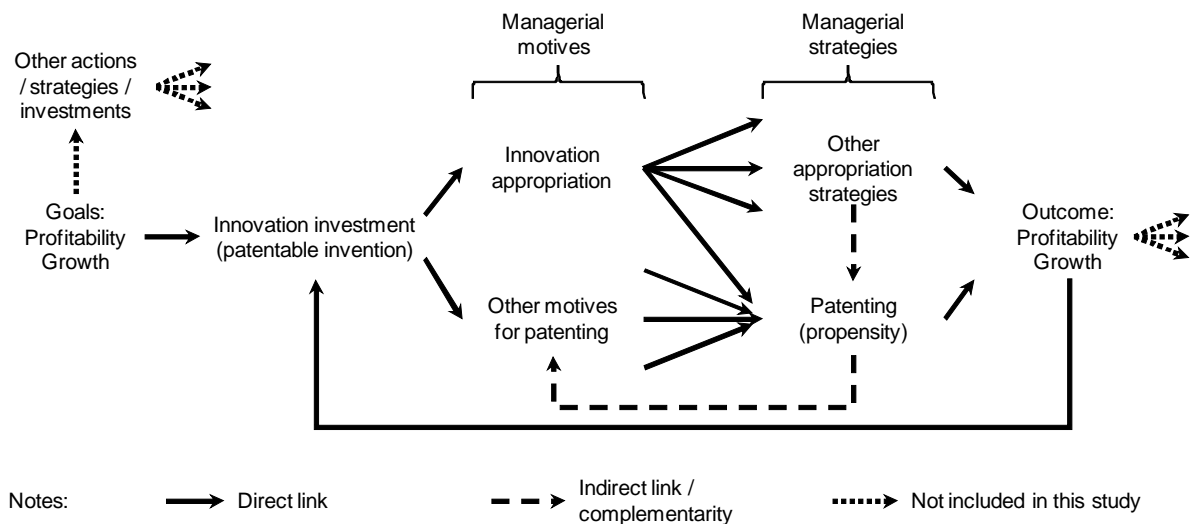 Managerial
motives
Managerial
strategies
Other actions
/ strategies /
investments
Innovation
appropriation
Other
appropriation
strategies
Goals:
Profitability
Growth
Innovation investment
(patentable invention)
Outcome:
Profitability
Growth
Other motives
for patenting
Patenting
(propensity)
Notes:
Direct link
Indirect link /
complementarity
Not included in this study